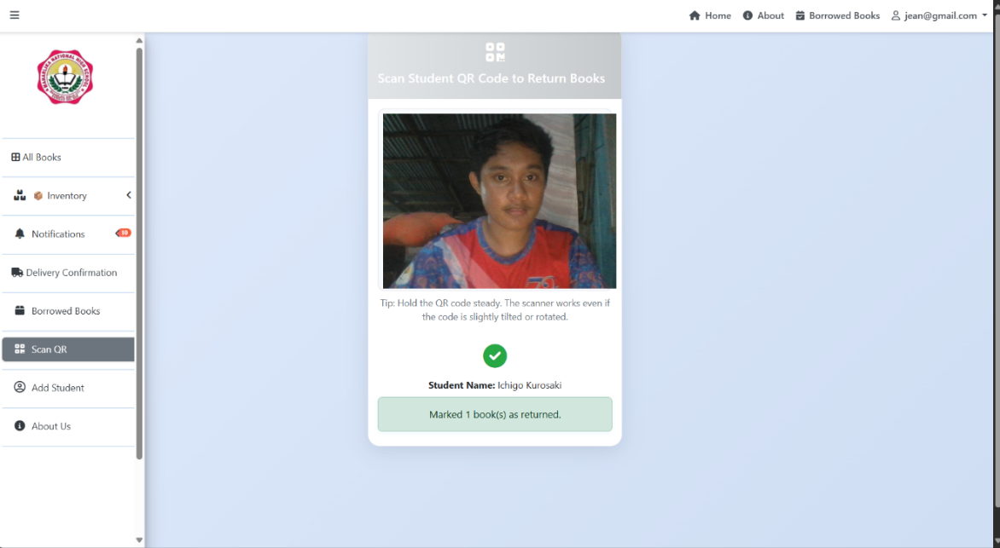 Home
About
Borrowed Books
jean@gmail.com
NATIONAL HIGH
All Books
Inventory
Notifications
10
Delivery Confirmation
Borrowed Books
Scan QR
Add Student
About Us
Scan Student QR Code to Return Books
Tip: Hold the QR code steady. The scanner works even if
the code is slightly tilted or rotated.
Student Name: Ichigo Kurosaki
Marked 1 book(s) as returned.